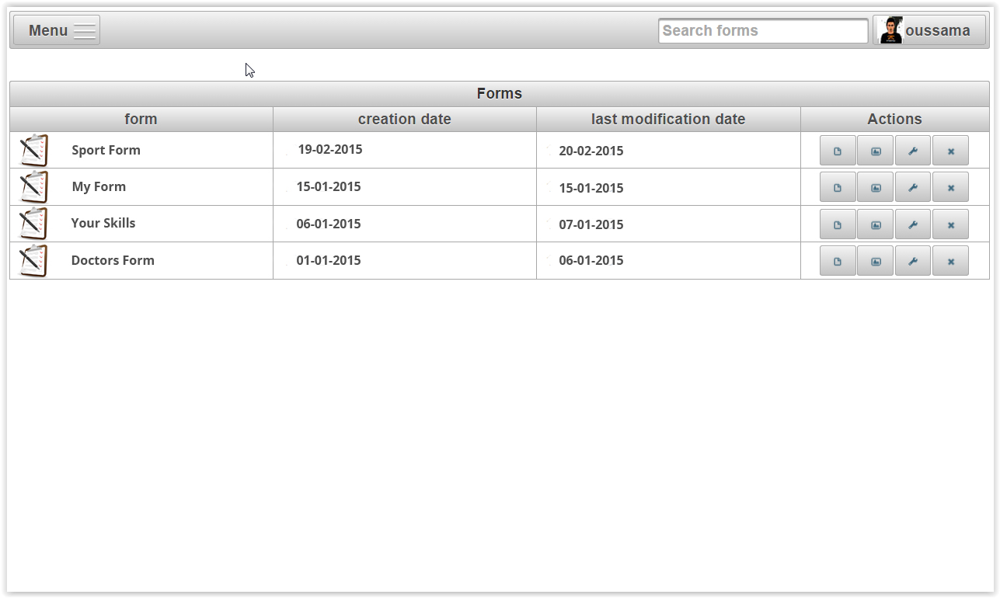 Menu Search forms oussama
Forms
form creation date last modification date Actions
Sport Form 19-02-2015 20-02-2015
My Form 15-01-2015 15-01-2015
Your Skills 06-01-2015 07-01-2015
Doctors Form 01-01-2015 06-01-2015